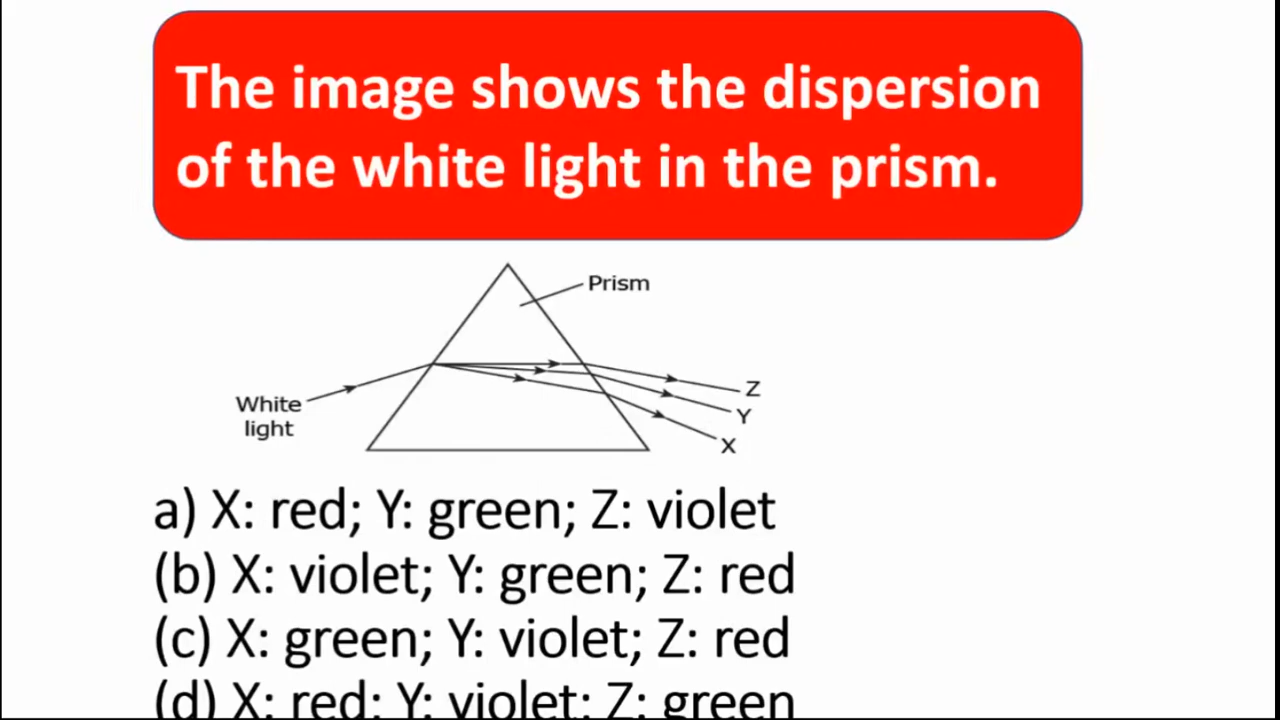 The image shows the dispersion
of the white light in the prism.
Prism
White
light
Z
Y
X
a) X: red; Y: green; Z: violet
(b) X: violet; Y: green; Z: red
(c) X: green; Y: violet; Z: red
(d) X: red; Y: violet; Z: green